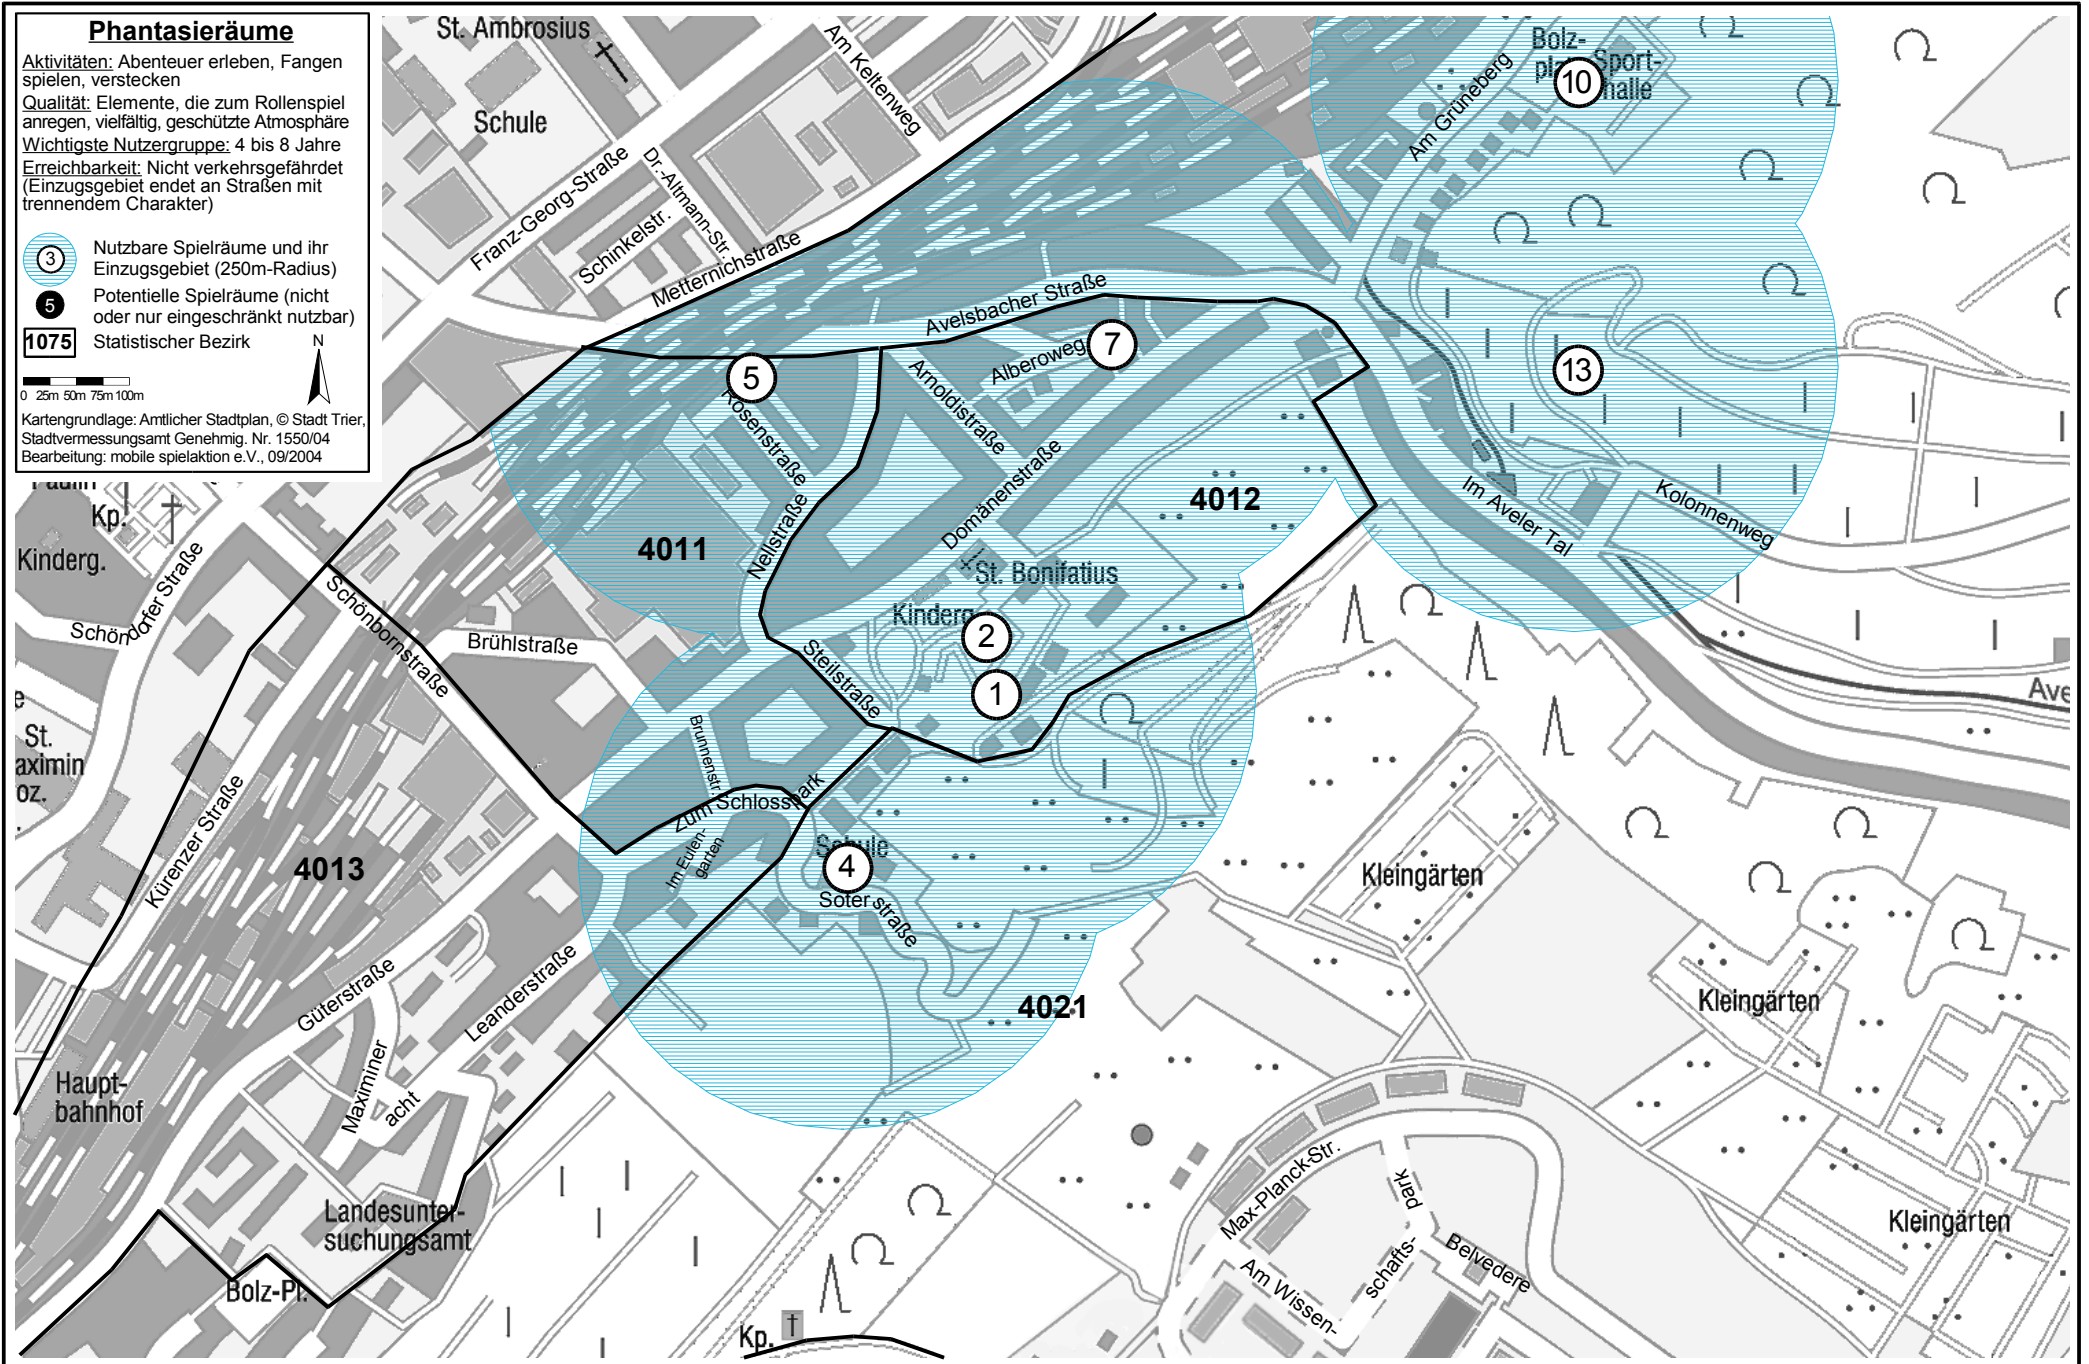 Phantasieräume
Aktivitäten: Abenteuer erleben, Fangen
spielen, verstecken
Qualität: Elemente, die zum Rollenspiel
anregen, vielfältig, geschützte Atmosphäre
Wichtigste Nutzergruppe: 4 bis 8 Jahre
Erreichbarkeit: Nicht verkehrsgefährdet
(Einzugsgebiet endet an Straßen mit
trennendem Charakter)
3
Nutzbare Spielräume und ihr
Einzugsgebiet (250m-Radius)
5
Potentielle Spielräume (nicht
oder nur eingeschränkt nutzbar)
1075
Statistischer Bezirk
N
0 25m 50m 75m 100m
Kartengrundlage: Amtlicher Stadtplan, © Stadt Trier,
Stadtvermessungsamt Genehmig. Nr. 1550/04
Bearbeitung: mobile spielaktion e.V., 09/2004
St. Ambrosius
Schule
Am Keltenweg
Franz-Georg-Straße
Dr.-Altmann-Str.
Schinkelstr.
Metternichstraße
Bolz-
Sport-
halle
10
Am Grüneberg
Avelsbacher Straße
7
Alberoweg
Arnoldistraße
5
Rosenstraße
13
Domänenstraße
4012
Im Aveler Tal
Kolonnenweg
Kp.
Kinderg.
Schöndorfer Straße
4011
Nellstraße
St. Bonifatius
Kinderg.
2
1
Schönbornstraße
Brühlstraße
Steilstraße
Brunnenstr.
St.
Kürenzer Straße
4013
Zum Schlosspark
Im Eulen-
garten
Schule
4
Soterstraße
Kleingärten
Güterstraße
Leanderstraße
4021
Kleingärten
Haupt-
bahnhof
Maximiner
acht
Landesunter-
suchungsamt
Bolz-Pl.
Max-Planck-Str.
park
schafts-
Am Wissen-
Belvedere
Kleingärten
Kp.